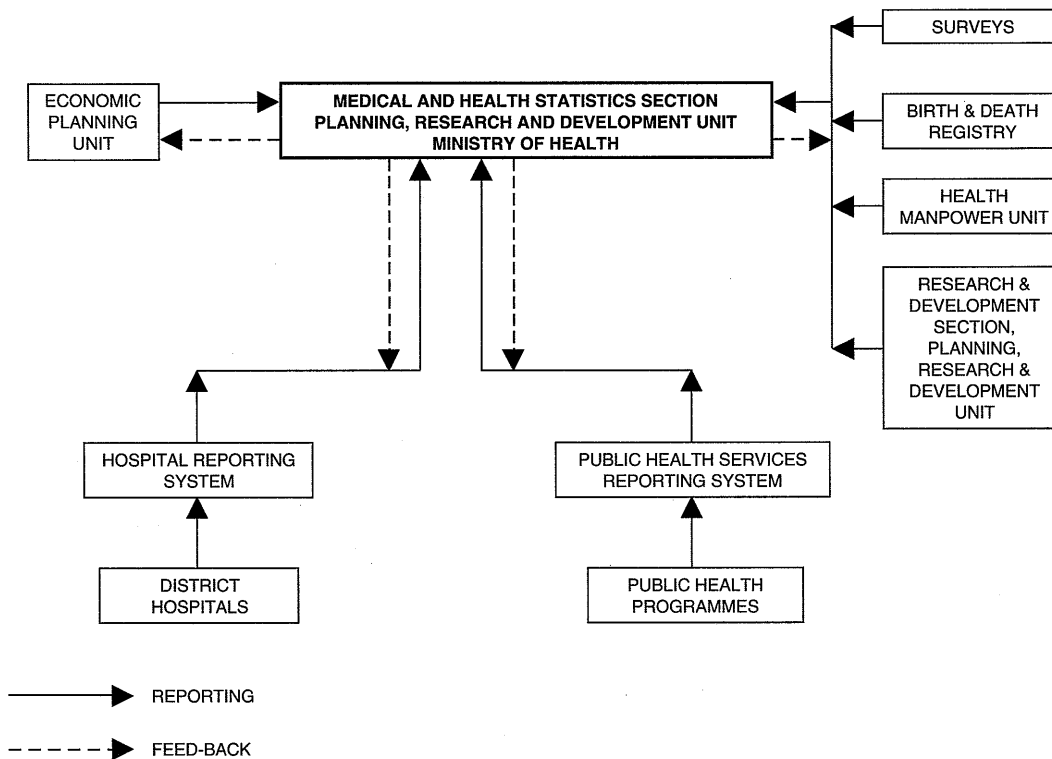 SURVEYS
ECONOMIC
PLANNING
UNIT
MEDICAL AND HEALTH STATISTICS SECTION
PLANNING, RESEARCH AND DEVELOPMENT UNIT
MINISTRY OF HEALTH
BIRTH & DEATH
REGISTRY
HEALTH
MANPOWER UNIT
RESEARCH &
DEVELOPMENT
SECTION,
PLANNING,
RESEARCH &
DEVELOPMENT
UNIT
HOSPITAL REPORTING
SYSTEM
PUBLIC HEALTH SERVICES
REPORTING SYSTEM
DISTRICT
HOSPITALS
PUBLIC HEALTH
PROGRAMMES
REPORTING
FEED-BACK